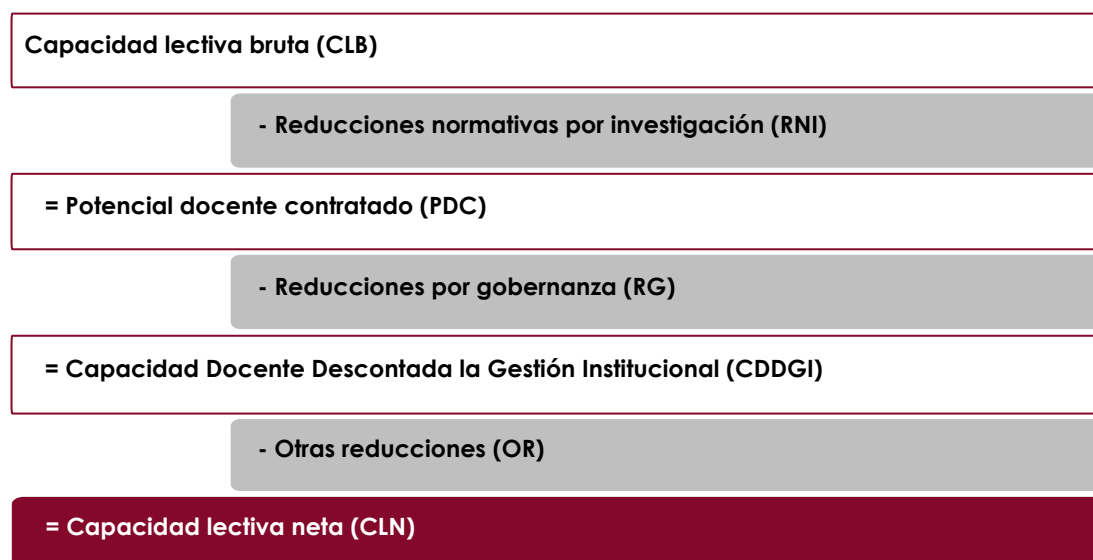 Capacidad lectiva bruta (CLB)
- Reducciones normativas por investigación (RNI)
= Potencial docente contratado (PDC)
- Reducciones por gobernanza (RG)
= Capacidad Docente Descontada la Gestión Institucional (CDDGI)
- Otras reducciones (OR)
= Capacidad lectiva neta (CLN)